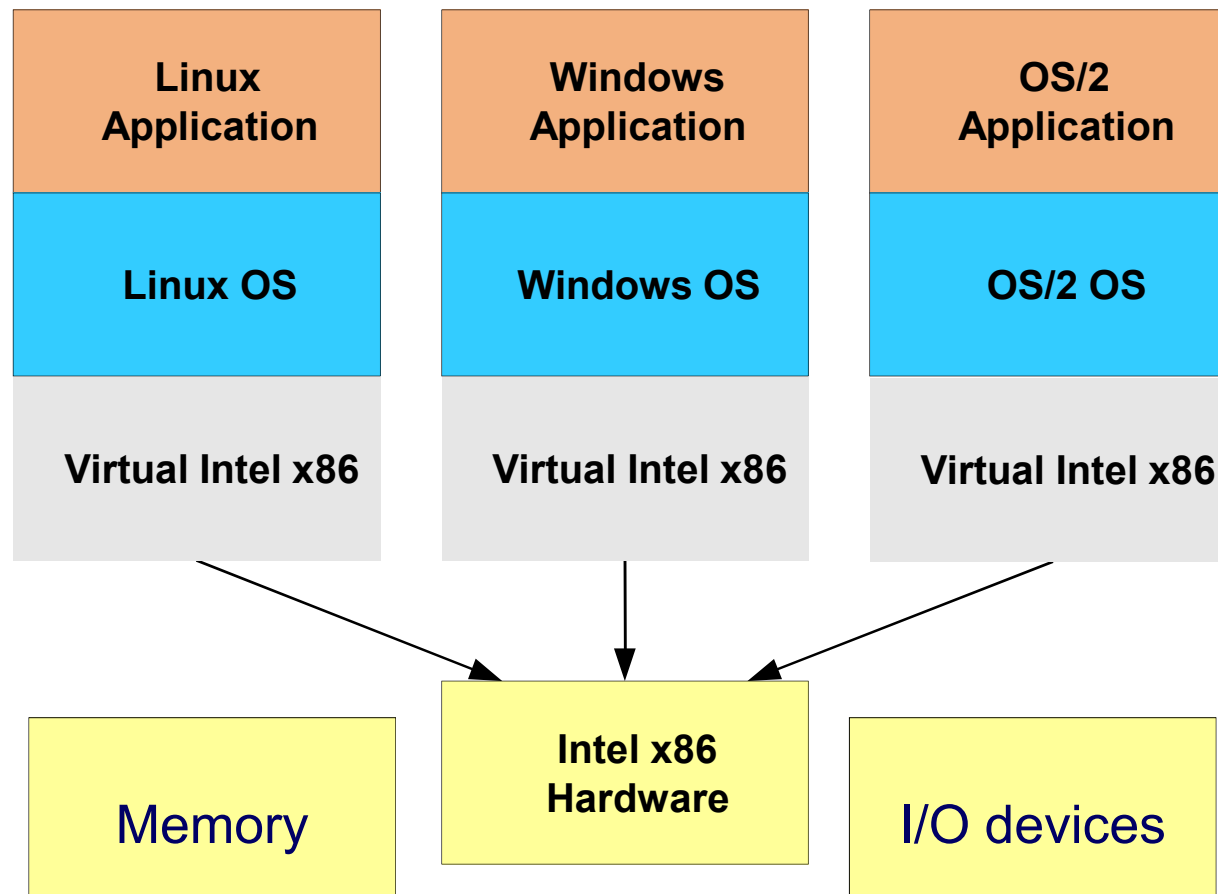 Linux
Application
Windows
Application
OS/2
Application
Linux OS
Windows OS
OS/2 OS
Virtual Intel x86
Virtual Intel x86
Virtual Intel x86
Intel x86
Hardware
Memory
I/O devices